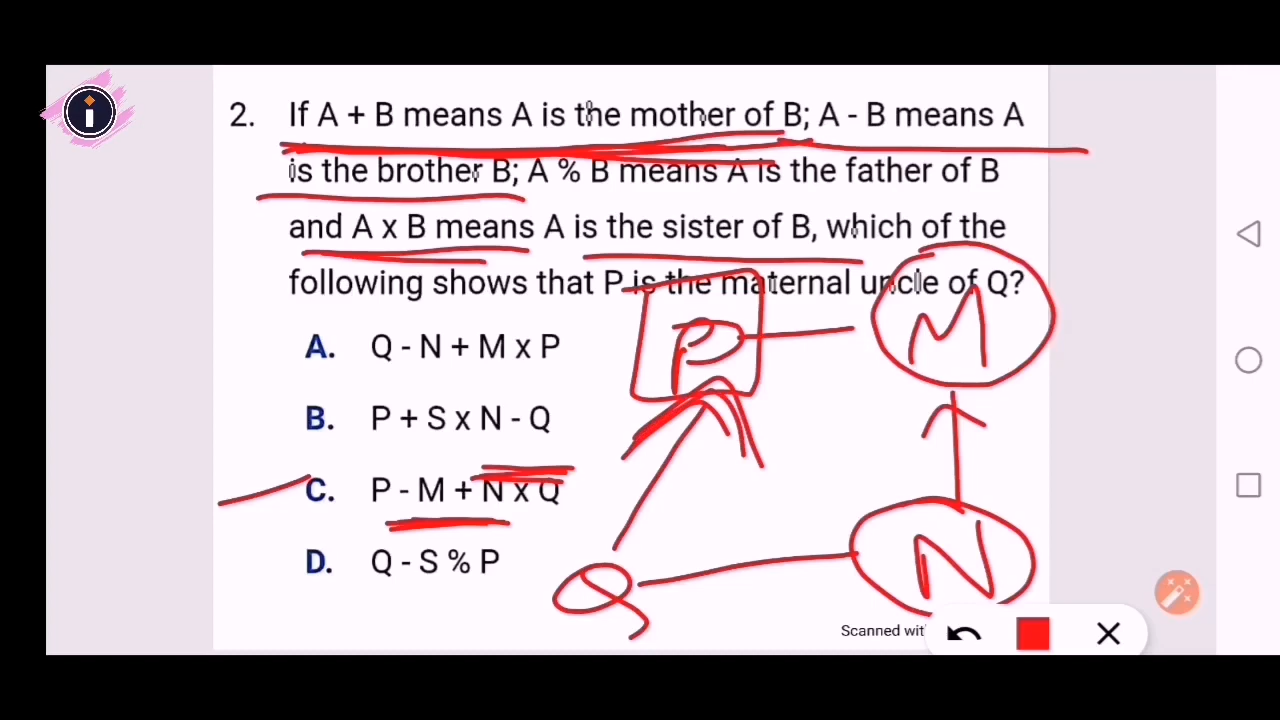 i
2. If A + B means A is the mother of B; A - B means A
is the brother B; A % B means A is the father of B
and A x B means A is the sister of B, which of the
following shows that P is the maternal uncle of Q?
A. Q - N + M x P
B. P + S x N - Q
C. P - M + N x Q
D. Q - S % P
P
M
Q
N
Scanned wit